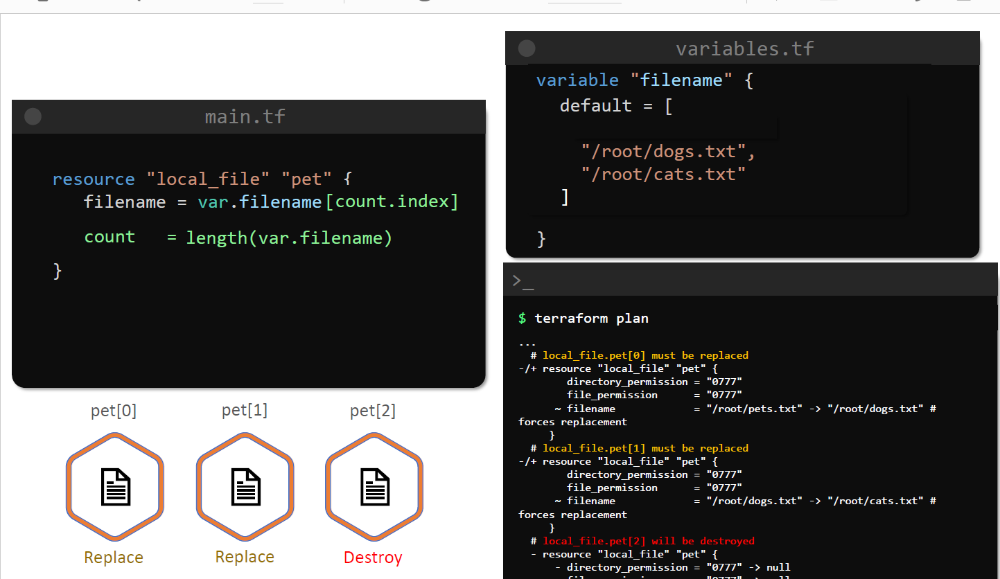 variables.tf
variable "filename" {
default = [
"/root/dogs.txt",
"/root/cats.txt"
]
}
main.tf
resource "local_file" "pet" {
filename = var.filename[count.index]
count = length(var.filename)
}
>_
$ terraform plan
...
# local_file.pet[0] must be replaced
-/+ resource "local_file" "pet" {
directory_permission = "0777"
file_permission = "0777"
~ filename = "/root/pets.txt" -> "/root/dogs.txt" #
forces replacement
}
# local_file.pet[1] must be replaced
-/+ resource "local_file" "pet" {
directory_permission = "0777"
file_permission = "0777"
~ filename = "/root/dogs.txt" -> "/root/cats.txt" #
forces replacement
}
# local_file.pet[2] will be destroyed
- resource "local_file" "pet" {
- directory_permission = "0777" -> null
pet[0]
pet[1]
pet[2]
Replace
Replace
Destroy